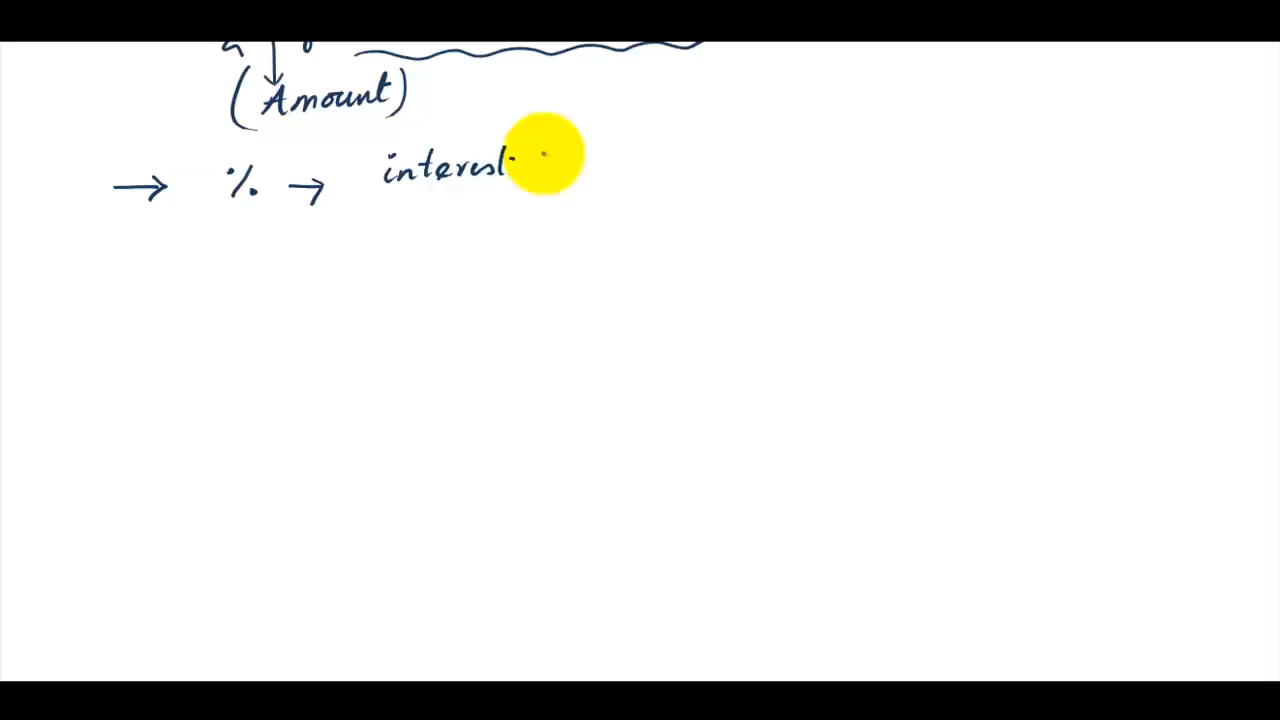 (Amount)
→ % → interest